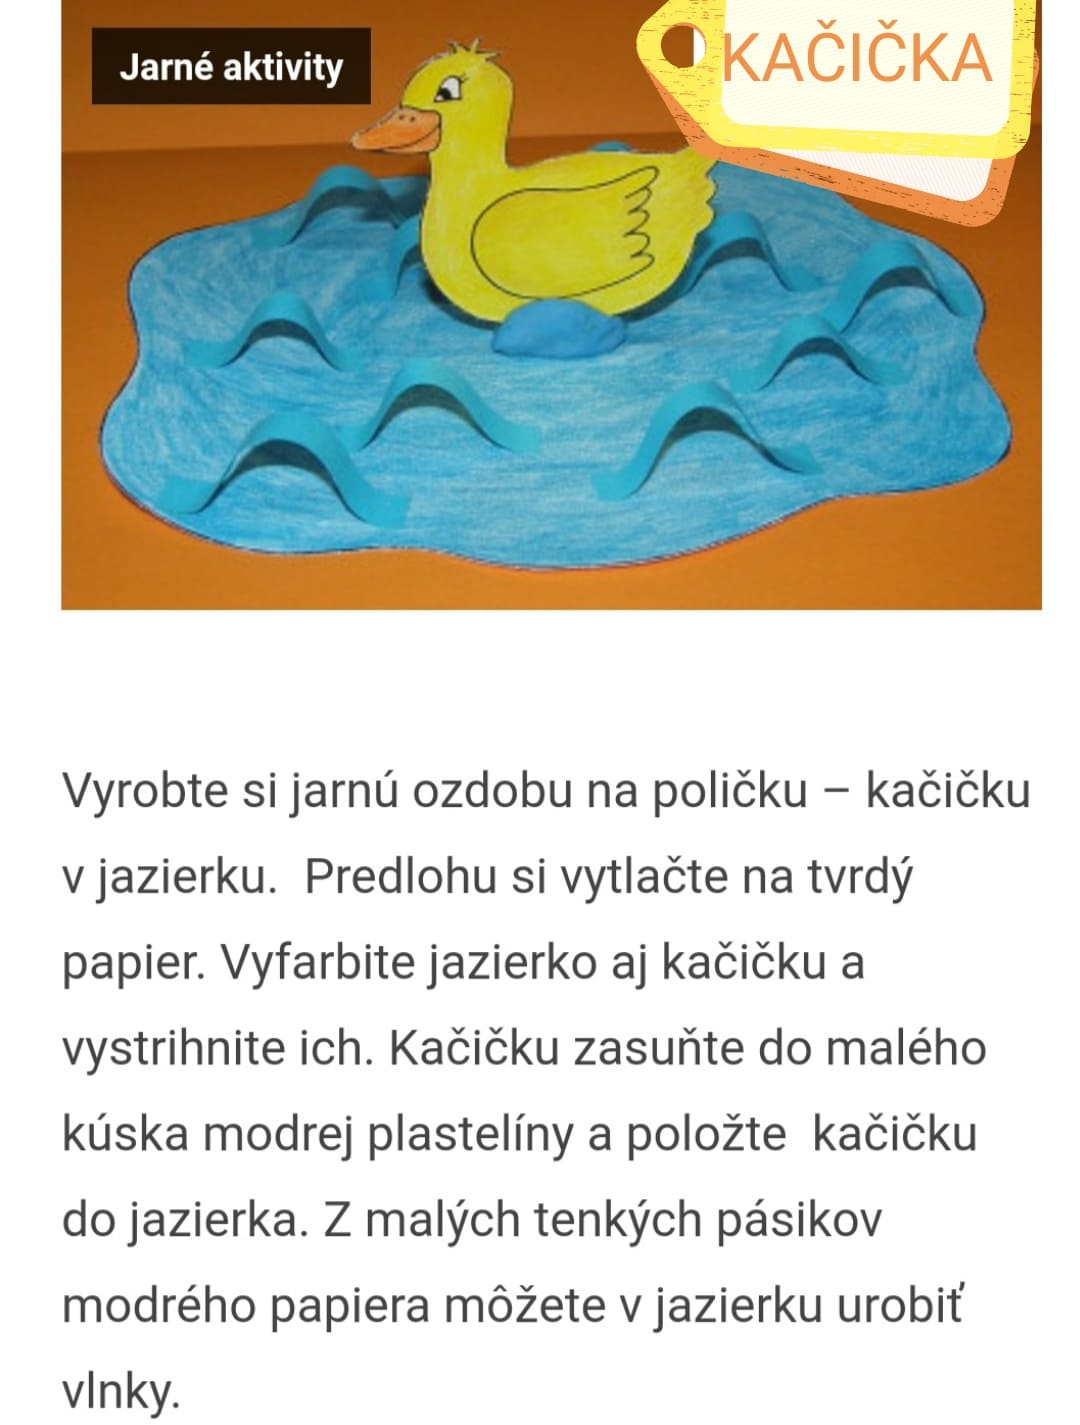 Jarné aktivity
KAČIČKA
Vyrobte si jarnú ozdobu na poličku – kačičku
v jazierku.  Predlohu si vytlačte na tvrdý
papier. Vyfarbite jazierko aj kačičku a
vystrihnite ich. Kačičku zasuňte do malého
kúska modrej plastelíny a položte  kačičku
do jazierka. Z malých tenkých pásikov
modrého papiera môžete v jazierku urobiť
vlnky.